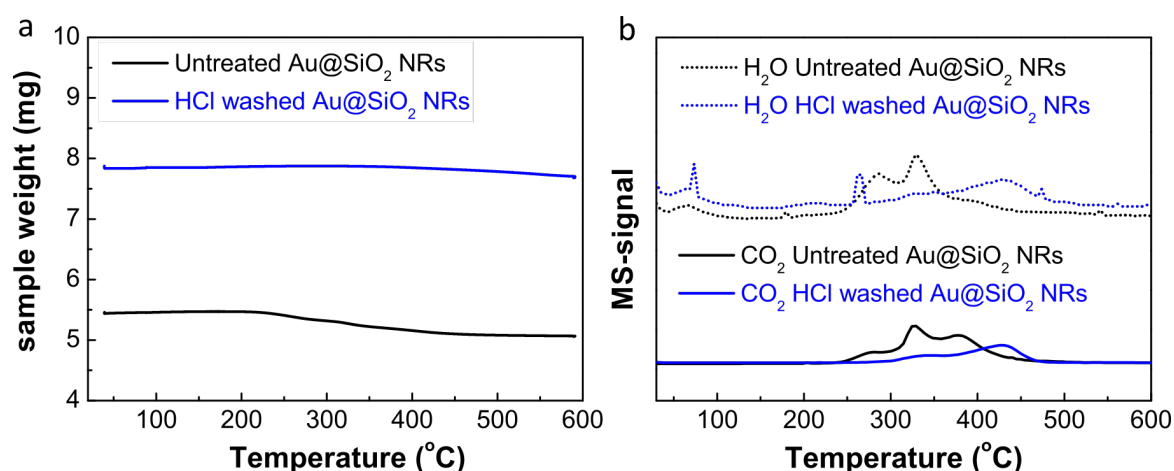 a
10
9
8
7
6
5
4
sample weight (mg)
Untreated Au@SiO₂ NRs
HCl washed Au@SiO₂ NRs
100 200 300 400 500 600
Temperature (°C)
b
MS-signal
H₂O Untreated Au@SiO₂ NRs
H₂O HCl washed Au@SiO₂ NRs
CO₂ Untreated Au@SiO₂ NRs
CO₂ HCl washed Au@SiO₂ NRs
100 200 300 400 500 600
Temperature (°C)